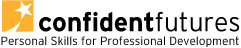 confidentfutures
Personal Skills for Professional Development